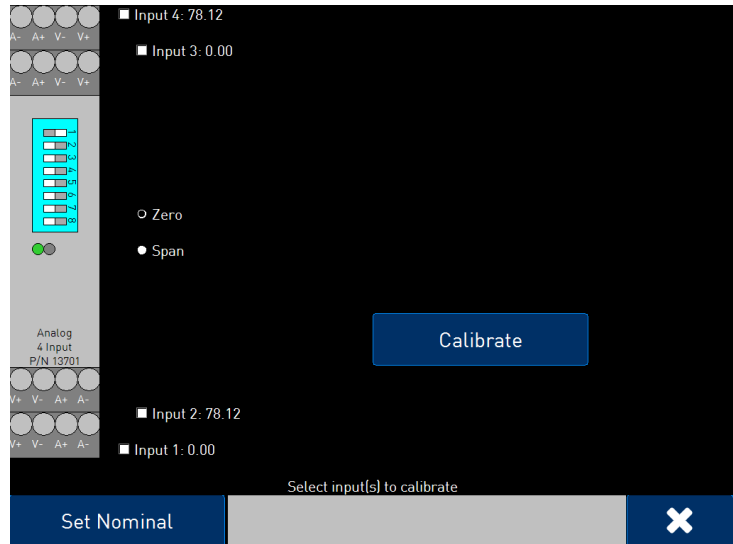 Input 4: 78.12
A- A+ V- V+
Input 3: 0.00
A- A+ V- V+
1
2
3
4
5
6
7
8
Zero
Span
Analog
4 Input
P/N 13701
Calibrate
V+ V- A+ A-
Input 2: 78.12
V+ V- A+ A-
Input 1: 0.00
Select input(s) to calibrate
Set Nominal